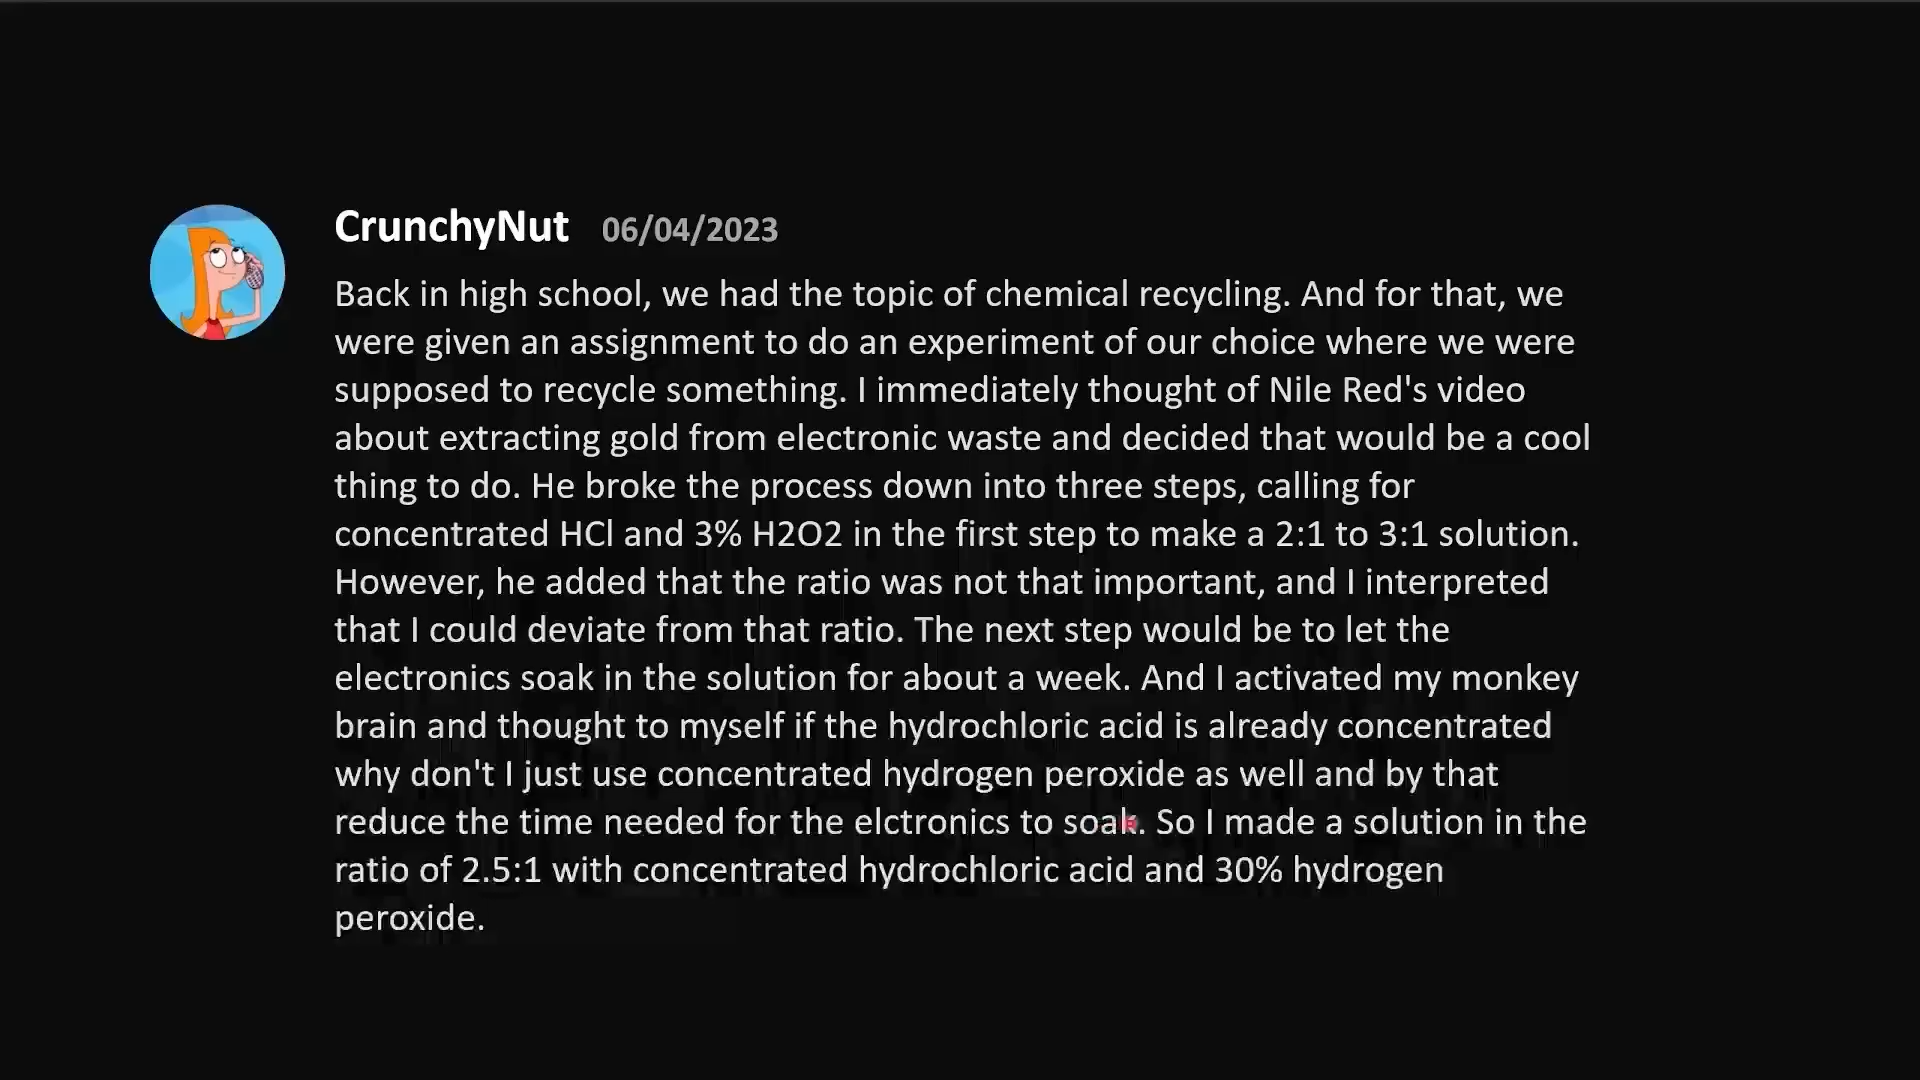 CrunchyNut 06/04/2023
Back in high school, we had the topic of chemical recycling. And for that, we
were given an assignment to do an experiment of our choice where we were
supposed to recycle something. I immediately thought of Nile Red's video
about extracting gold from electronic waste and decided that would be a cool
thing to do. He broke the process down into three steps, calling for
concentrated HCl and 3% H2O2 in the first step to make a 2:1 to 3:1 solution.
However, he added that the ratio was not that important, and I interpreted
that I could deviate from that ratio. The next step would be to let the
electronics soak in the solution for about a week. And I activated my monkey
brain and thought to myself if the hydrochloric acid is already concentrated
why don't I just use concentrated hydrogen peroxide as well and by that
reduce the time needed for the elctronics to soak. So I made a solution in the
ratio of 2.5:1 with concentrated hydrochloric acid and 30% hydrogen
peroxide.